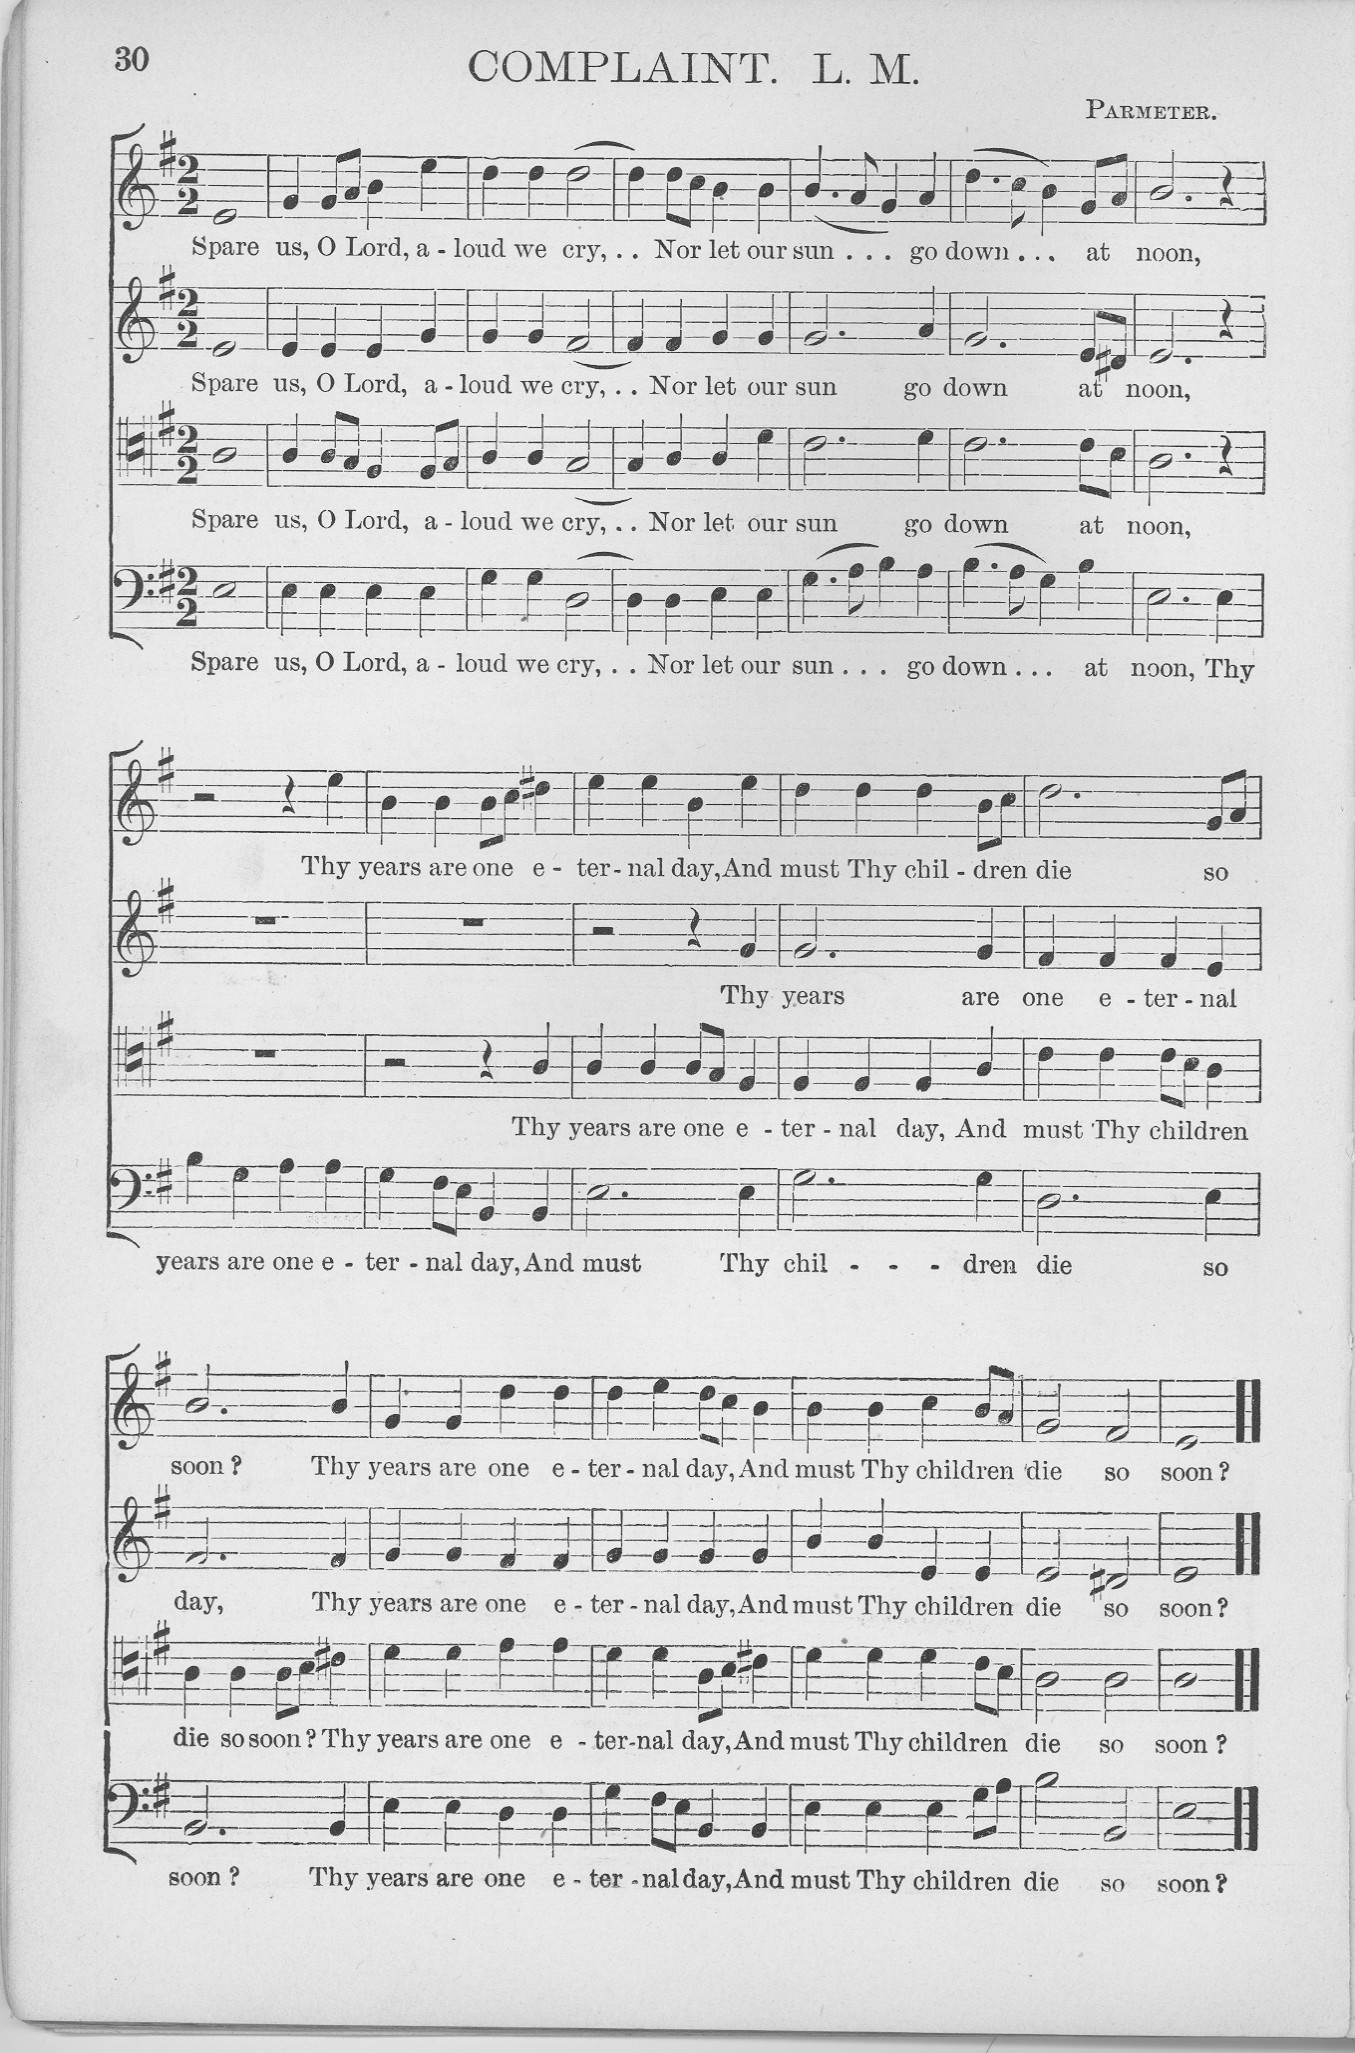 30
COMPLAINT. L. M.
PARMETER.
Spare us, O Lord, a - loud we cry, . . Nor let our sun . . . go down . . . at noon,
Spare us, O Lord, a - loud we cry, . . Nor let our sun go down at noon,
Spare us, O Lord, a - loud we cry, . . Nor let our sun go down at noon,
Spare us, O Lord, a - loud we cry, . . Nor let our sun . . . go down . . . at noon, Thy
Thy years are one e - ter - nal day, And must Thy chil - dren die so
Thy years are one e - ter - nal
Thy years are one e - ter - nal day, And must Thy children
years are one e - ter - nal day, And must Thy chil - - - dren die so
soon ? Thy years are one e - ter - nal day, And must Thy children die so soon ?
day, Thy years are one e - ter - nal day, And must Thy children die so soon ?
die so soon ? Thy years are one e - ter-nal day, And must Thy children die so soon ?
soon ? Thy years are one e - ter - nal day, And must Thy children die so soon ?